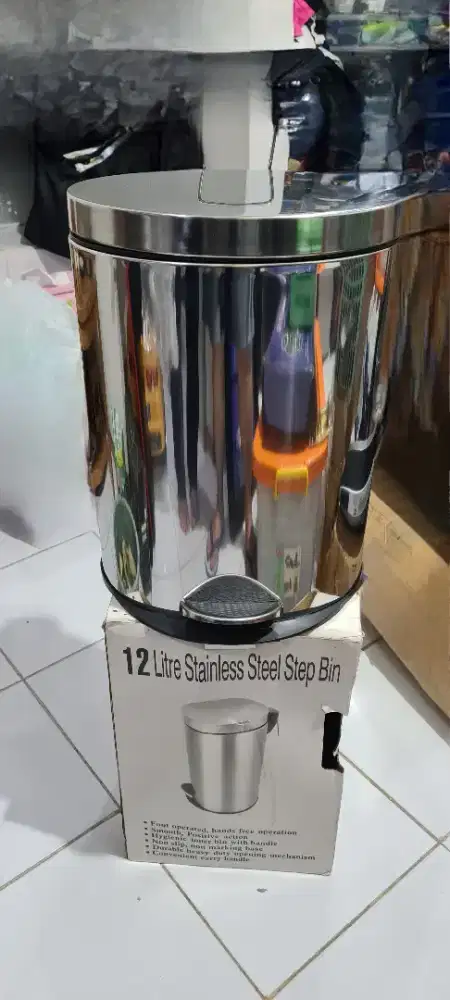 12 Litre Stainless Steel Step Bin
• Foot operated, hands free operation
• Smooth, Positive action
• Hygienic inner bin with handle
• Non slip, non marking base
• Durable heavy duty opening mechanism
• Convenient carry handle